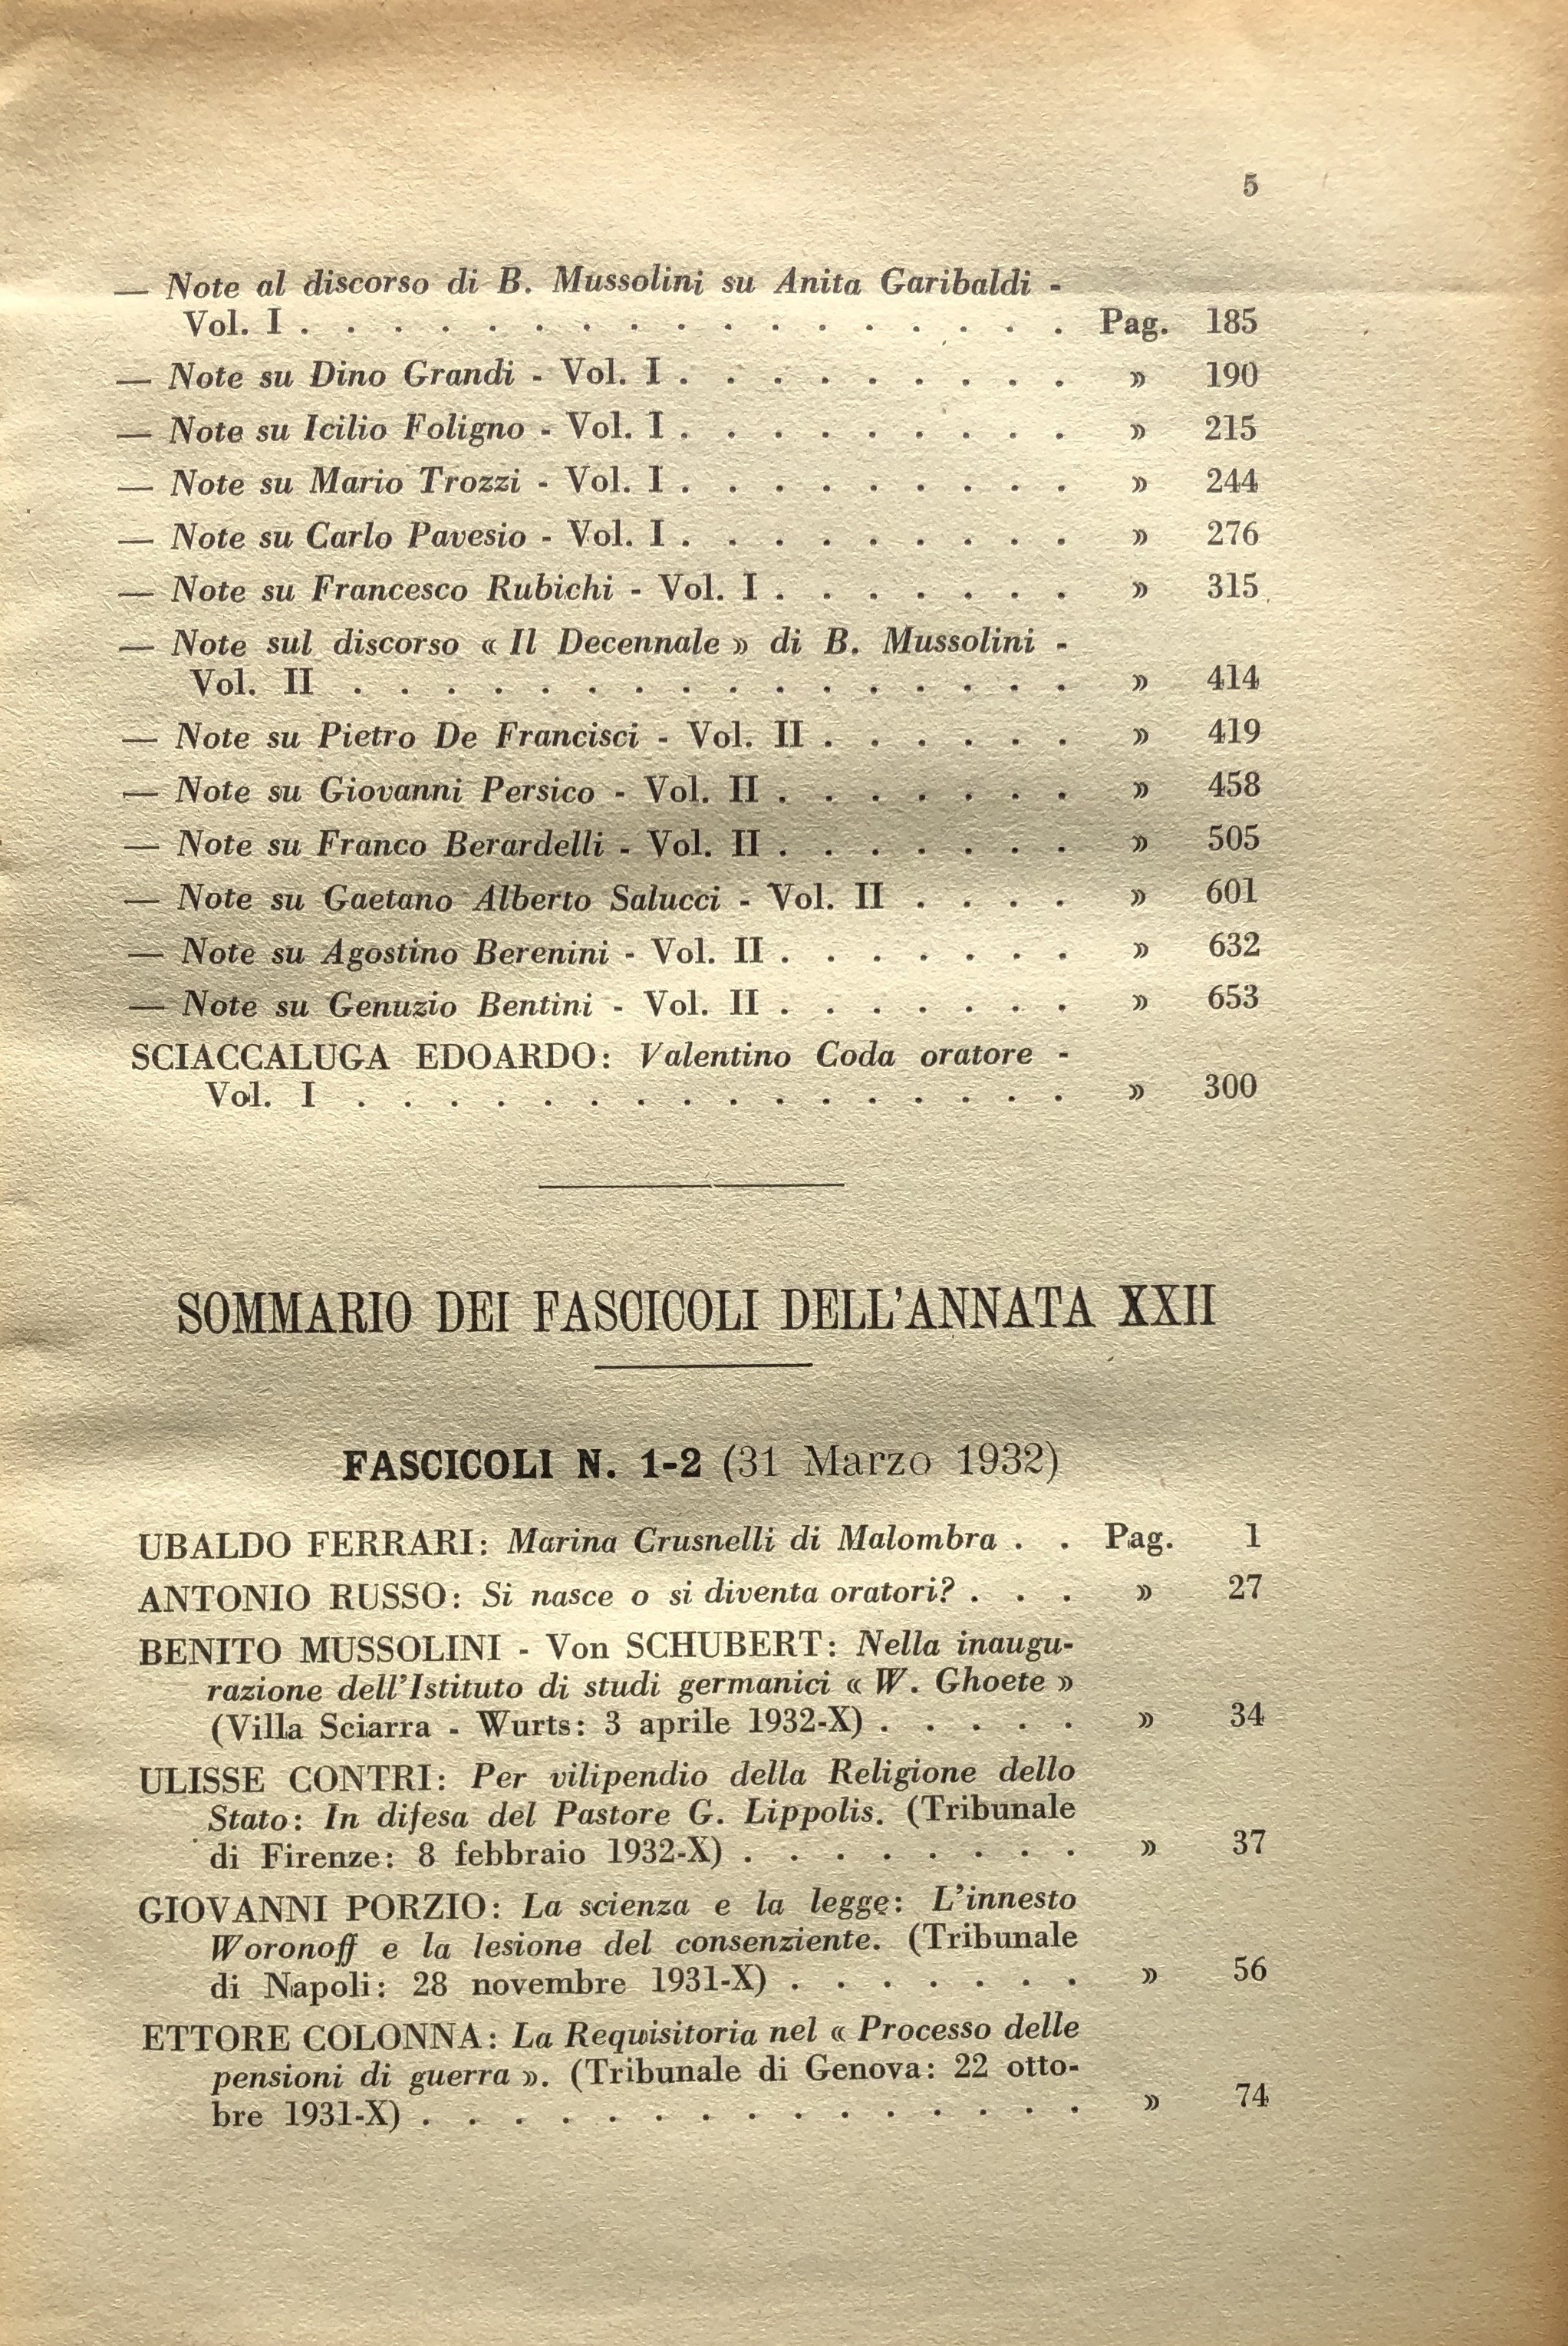 5
— Note al discorso di B. Mussolini su Anita Garibaldi -
Vol. I . . . . . . . . . . . . . . . . . Pag. 185
— Note su Dino Grandi - Vol. I . . . . . . . . . » 190
— Note su Icilio Foligno - Vol. I . . . . . . . . . » 215
— Note su Mario Trozzi - Vol. I . . . . . . . . . » 244
— Note su Carlo Pavesio - Vol. I . . . . . . . . . » 276
— Note su Francesco Rubichi - Vol. I . . . . . . . » 315
— Note sul discorso « Il Decennale » di B. Mussolini -
Vol. II . . . . . . . . . . . . . . . . » 414
— Note su Pietro De Francisci - Vol. II . . . . . . » 419
— Note su Giovanni Persico - Vol. II . . . . . . . » 458
— Note su Franco Berardelli - Vol. II . . . . . . . » 505
— Note su Gaetano Alberto Salucci - Vol. II . . . . » 601
— Note su Agostino Berenini - Vol. II . . . . . . . » 632
— Note su Genuzio Bentini - Vol. II . . . . . . . » 653
SCIACCALUGA EDOARDO: Valentino Coda oratore -
Vol. I . . . . . . . . . . . . . . . . » 300
SOMMARIO DEI FASCICOLI DELL'ANNATA XXII
FASCICOLI N. 1-2 (31 Marzo 1932)
UBALDO FERRARI: Marina Crusnelli di Malombra . . Pag. 1
ANTONIO RUSSO: Si nasce o si diventa oratori? . . . » 27
BENITO MUSSOLINI - Von SCHUBERT: Nella inaugu-
razione dell'Istituto di studi germanici « W. Ghoete »
(Villa Sciarra - Wurts: 3 aprile 1932-X) . . . . . » 34
ULISSE CONTRI: Per vilipendio della Religione dello
Stato: In difesa del Pastore G. Lippolis. (Tribunale
di Firenze: 8 febbraio 1932-X) . . . . . . . . » 37
GIOVANNI PORZIO: La scienza e la legge: L'innesto
Woronoff e la lesione del consenziente. (Tribunale
di Napoli: 28 novembre 1931-X) . . . . . . . » 56
ETTORE COLONNA: La Requisitoria nel « Processo delle
pensioni di guerra ». (Tribunale di Genova: 22 otto-
bre 1931-X) . . . . . . . . . . . . . . . » 74